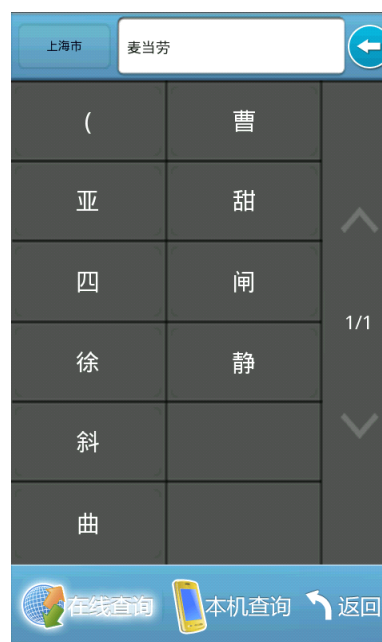 上海市 麦当劳
( 曹
亚 甜
四 闸
1/1
徐 静
斜
曲
在线查询 本机查询 返回